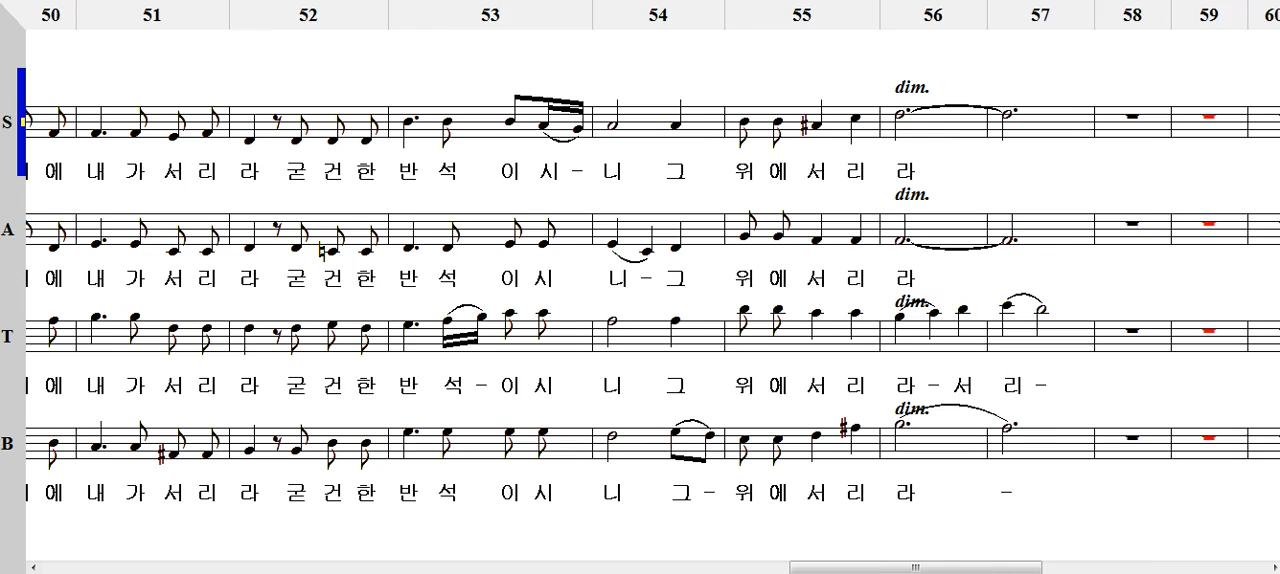 50 51 52 53 54 55 56 57 58 59
dim.
S
에 내 가 서 리 라 굳 건 한 반 석 이 시 - 니 그 위 에 서 리 라
dim.
A
에 내 가 서 리 라 굳 건 한 반 석 이 시 니 - 그 위 에 서 리 라
dim.
T
에 내 가 서 리 라 굳 건 한 반 석 - 이 시 니 그 위 에 서 리 라 - 서 리 -
dim.
B
에 내 가 서 리 라 굳 건 한 반 석 이 시 니 그 - 위 에 서 리 라 -